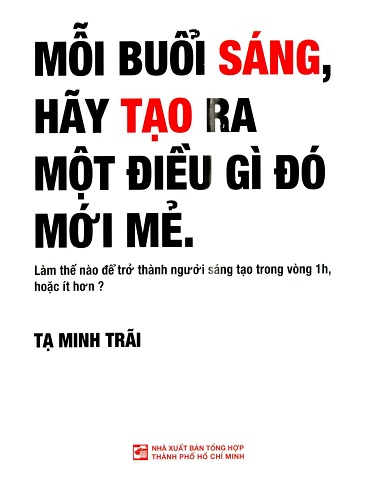 MỖI BUỔI SÁNG,
HÃY TẠO RA
MỘT ĐIỀU GÌ ĐÓ
MỚI MẺ.
Làm thế nào để trở thành người sáng tạo trong vòng 1h,
hoặc ít hơn ?
TẠ MINH TRÃI
NHÀ XUẤT BẢN TỔNG HỢP
THÀNH PHỐ HỒ CHÍ MINH